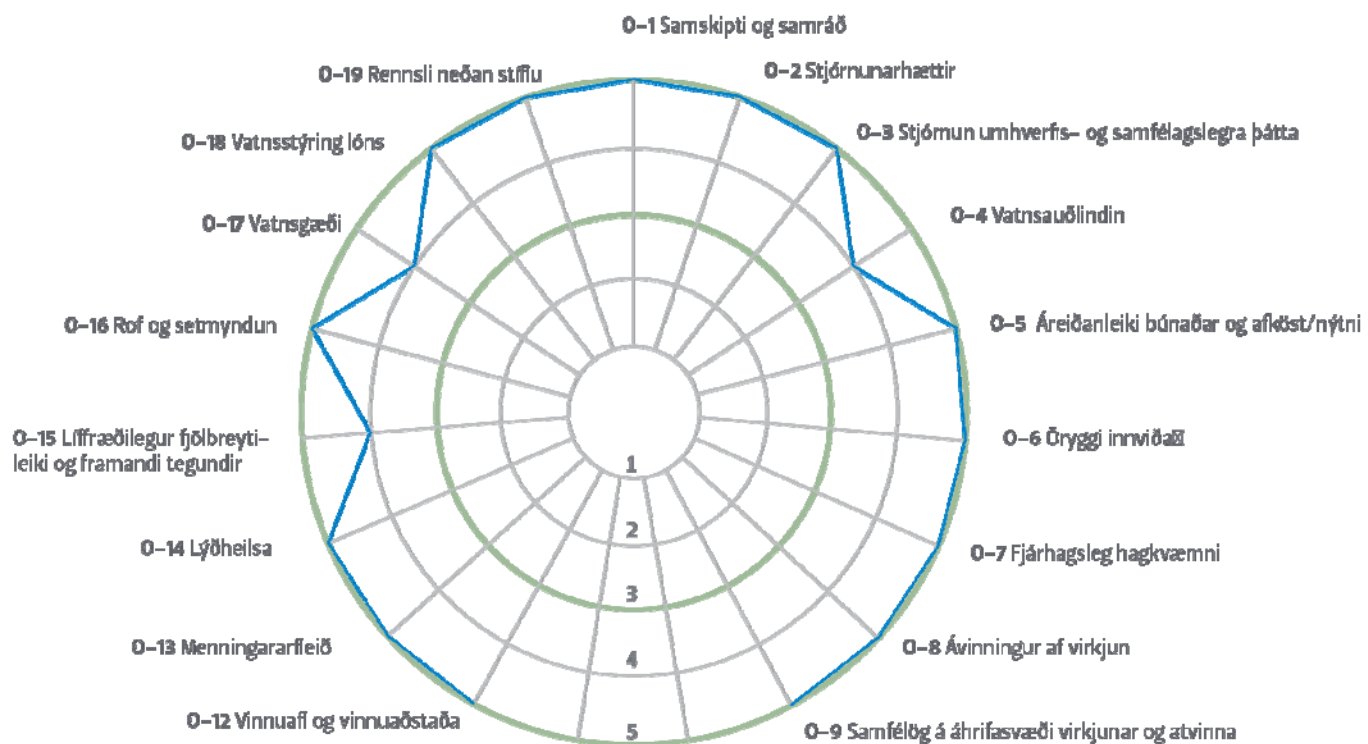 O–1 Samskipti og samráð
O–2 Stjórnunarhættir
O–3 Stjórnun umhverfis– og samfélagslegra þátta
O–4 Vatnsauðlindin
O–5 Áreiðanleiki búnaðar og afköst/nýtni
O–6 Öryggi innviða
O–7 Fjárhagsleg hagkvæmni
O–8 Ávinningur af virkjun
O–9 Samfélög á áhrifasvæði virkjunar og atvinna
O–12 Vinnuafl og vinnuaðstaða
O–13 Menningararfleið
O–14 Lýðheilsa
O–15 Líffræðilegur fjölbreyti–
leiki og framandi tegundir
O–16 Rof og setmyndun
O–17 Vatnsgæði
O–18 Vatnsstýring lóns
O–19 Rennsli neðan stíflu
1
2
3
4
5